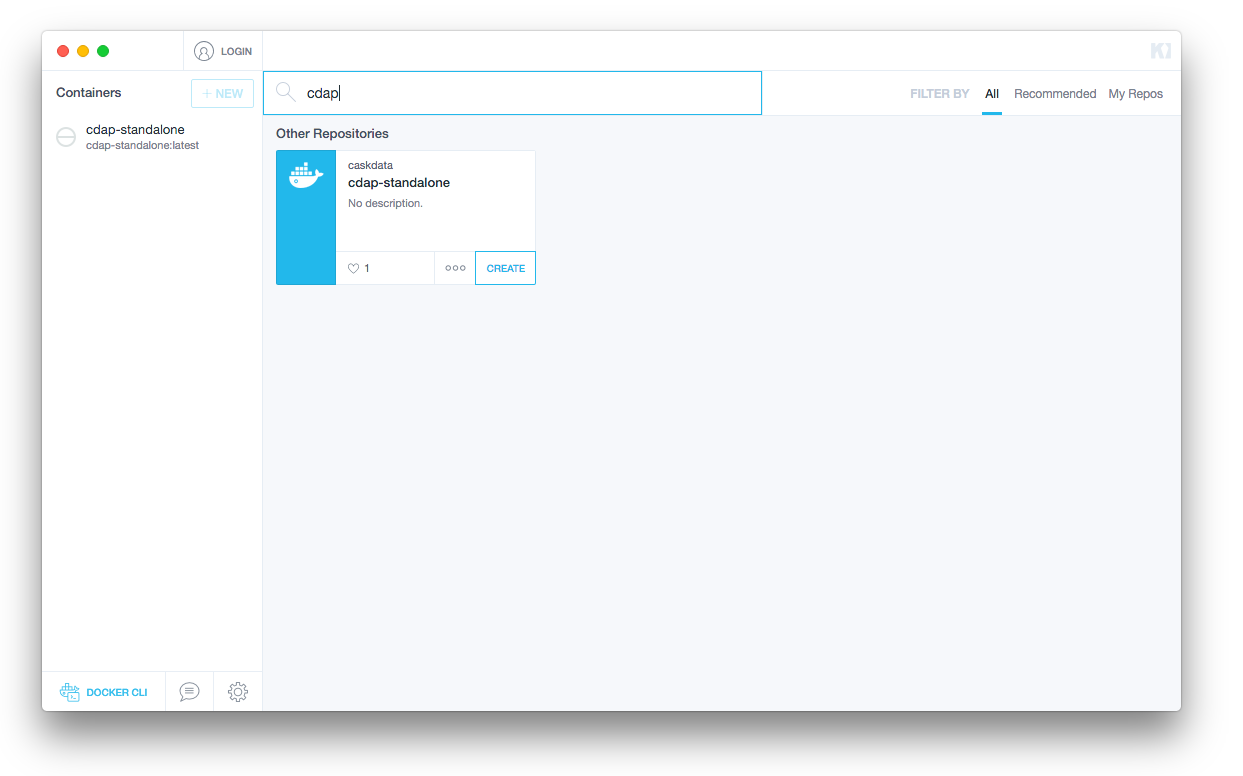 LOGIN
Containers
+ NEW
cdap
FILTER BY All Recommended My Repos
cdap-standalone
cdap-standalone:latest
Other Repositories
caskdata
cdap-standalone
No description.
1
CREATE
DOCKER CLI